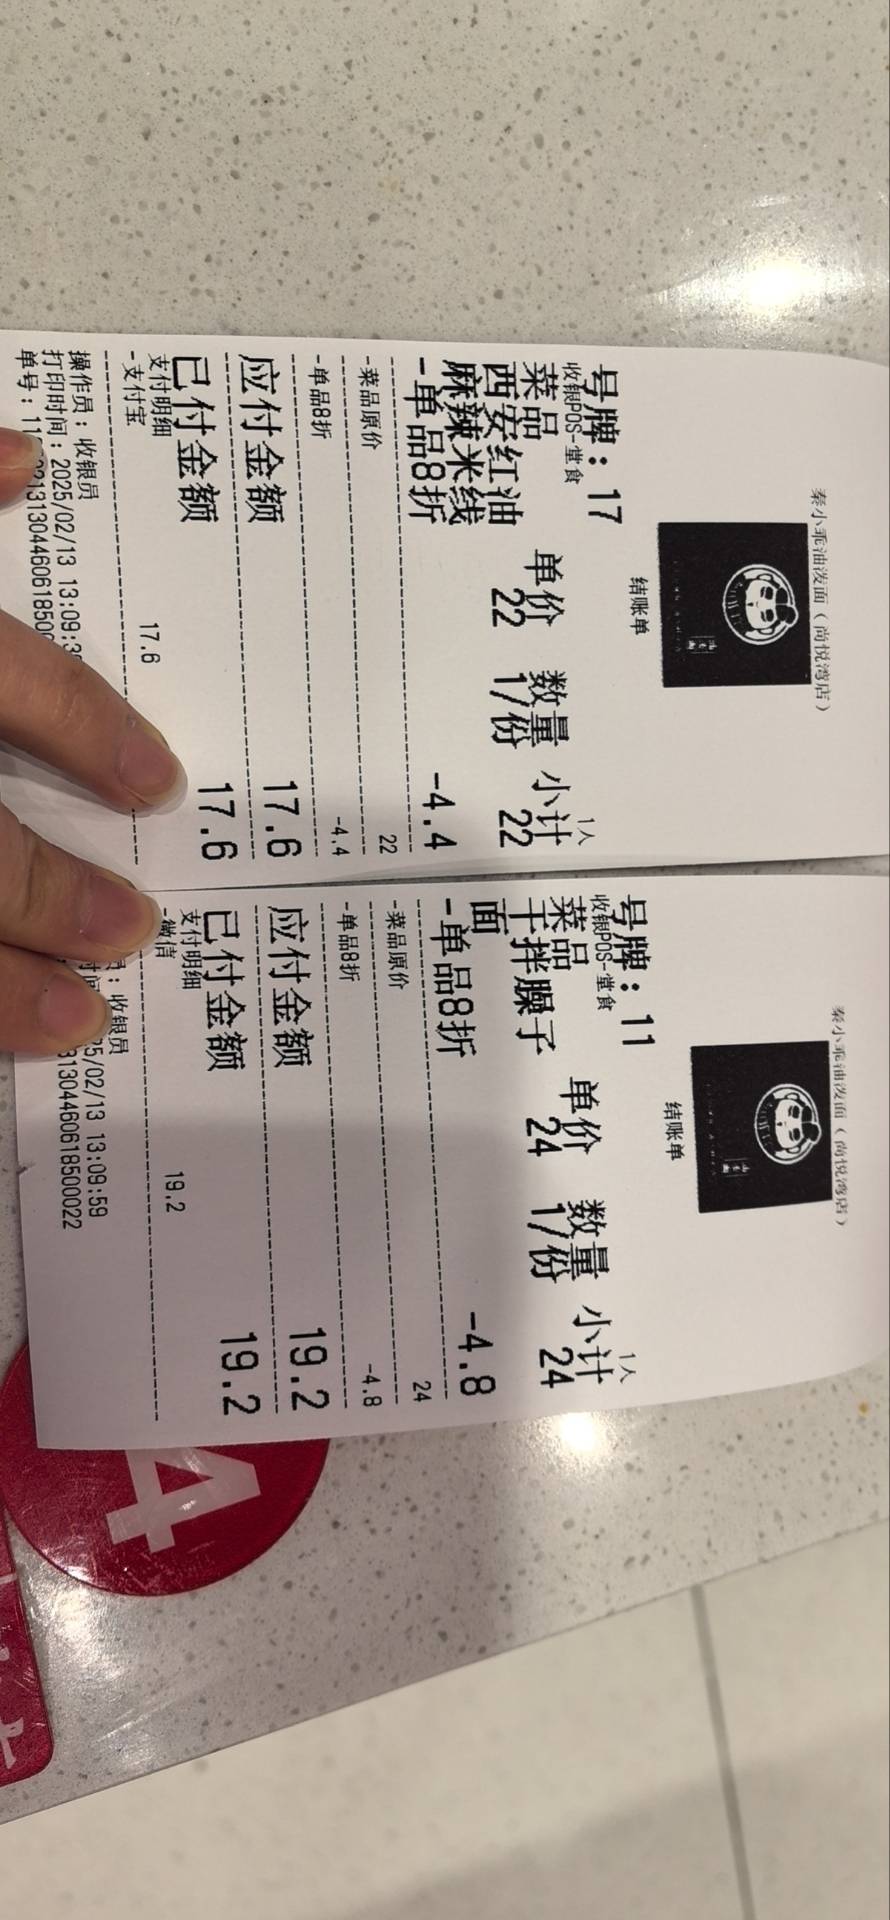 秦小乖油泼面（尚悦湾店）
结账单
号牌：17
收银POS-堂食 1人
菜品 单价 数量 小计
西安红油麻辣米线 22 1/份 22
-单品8折 -4.4
-菜品原价 22
-单品8折 -4.4
应付金额 17.6
已付金额 17.6
支付明细
-支付宝 17.6
操作员：收银员
打印时间：2025/02/13 13:09:3
单号：11
2131304460618500
秦小乖油泼面（尚悦湾店）
结账单
号牌：11
收银POS-堂食 1人
菜品 单价 数量 小计
干拌臊子面 24 1/份 24
-单品8折 -4.8
-菜品原价 24
-单品8折 -4.8
应付金额 19.2
已付金额 19.2
支付明细
-微信 19.2
员：收银员
25/02/13 13:09:59
313044606185000​22
4